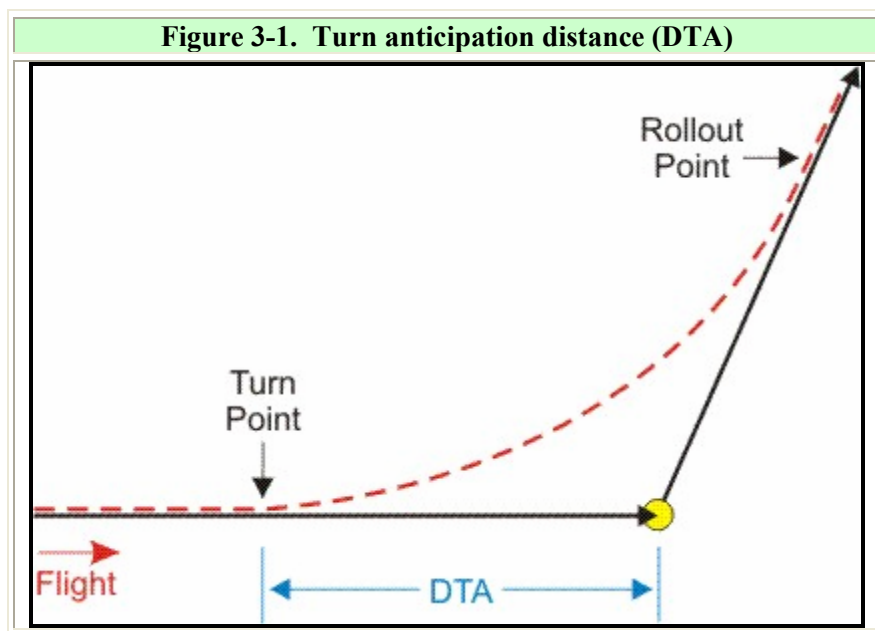 Figure 3-1. Turn anticipation distance (DTA)
Rollout
Point
Turn
Point
Flight
DTA